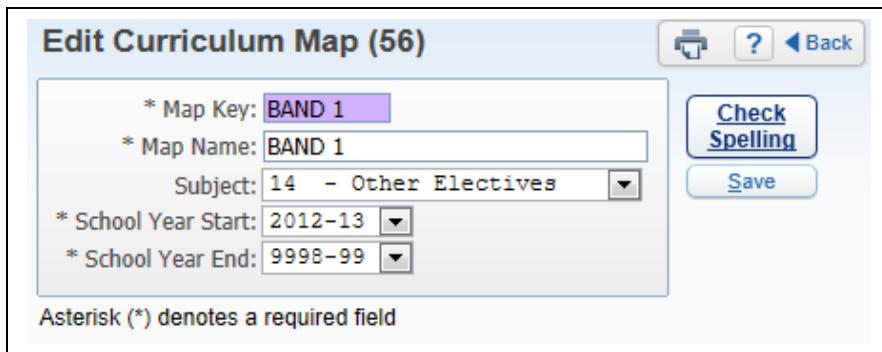 Edit Curriculum Map (56)
? Back
* Map Key: BAND 1
Check
Spelling
* Map Name: BAND 1
Subject: 14 - Other Electives
Save
* School Year Start: 2012-13
* School Year End: 9998-99
Asterisk (*) denotes a required field